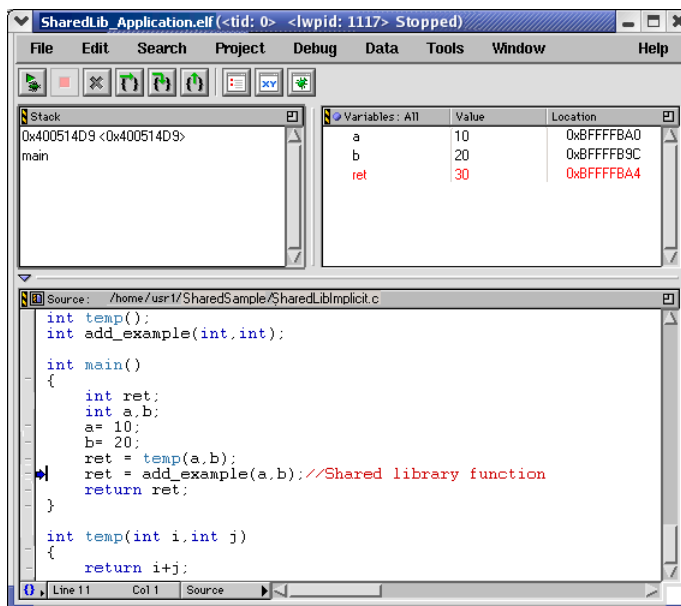 SharedLib_Application.elf (<tid: 0> <lwpid: 1117> Stopped)
File Edit Search Project Debug Data Tools Window Help
XY
Stack
0x400514D9 <0x400514D9>
main
Variables: All Value Location
a 10 0xBFFFFBA0
b 20 0xBFFFFB9C
ret 30 0xBFFFFBA4
Source: /home/usr1/SharedSample/SharedLibImplicit.c
int temp();
int add_example(int,int);
int main()
{
int ret;
int a,b;
a= 10;
b= 20;
ret = temp(a,b);
ret = add_example(a,b);//Shared library function
return ret;
}
int temp(int i,int j)
{
return i+j;
{} Line 11 Col 1 Source